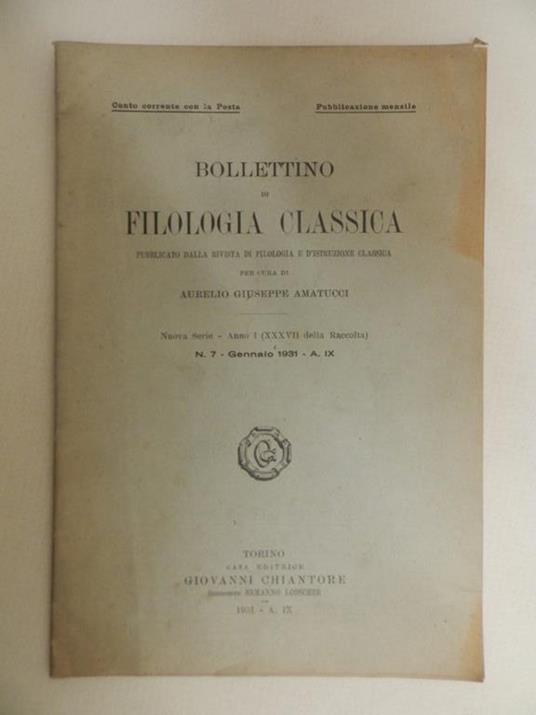 Conto corrente con la Posta Pubblicazione mensile
BOLLETTINO
DI
FILOLOGIA CLASSICA
PUBBLICATO DALLA RIVISTA DI FILOLOGIA E D'ISTRUZIONE CLASSICA
PER CURA DI
AURELIO GIUSEPPE AMATUCCI
Nuova Serie - Anno I (XXXVII della Raccolta)
N. 7 - Gennaio 1931 - A. IX
TORINO
CASA EDITRICE
GIOVANNI CHIANTORE
Successore ERMANNO LOESCHER
1931 - A. IX